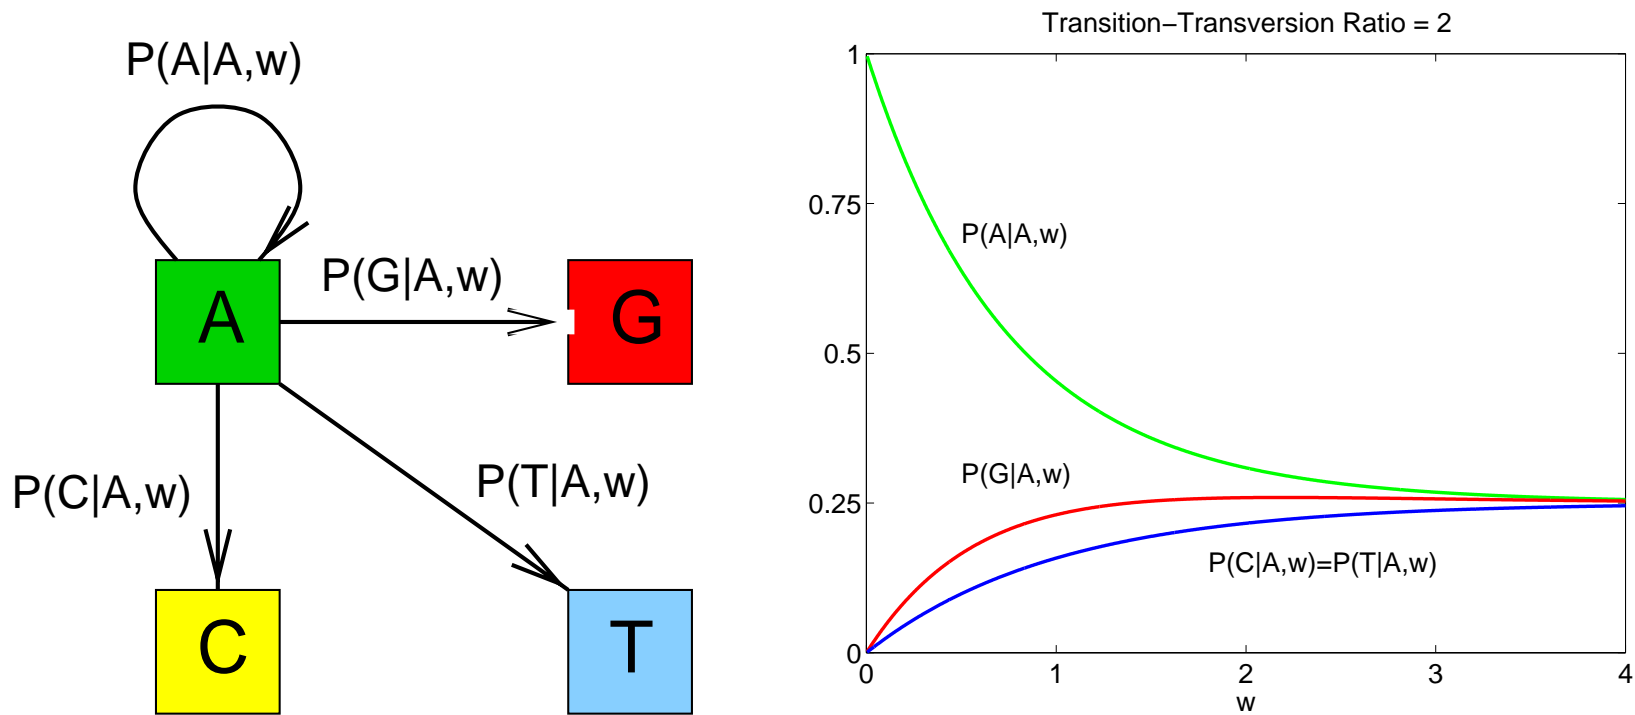 P(A|A,w)
P(G|A,w)
A
G
P(C|A,w)
P(T|A,w)
C
T
Transition−Transversion Ratio = 2
1
0.75
0.5
0.25
0
P(A|A,w)
P(G|A,w)
P(C|A,w)=P(T|A,w)
0 1 2 3 4
w